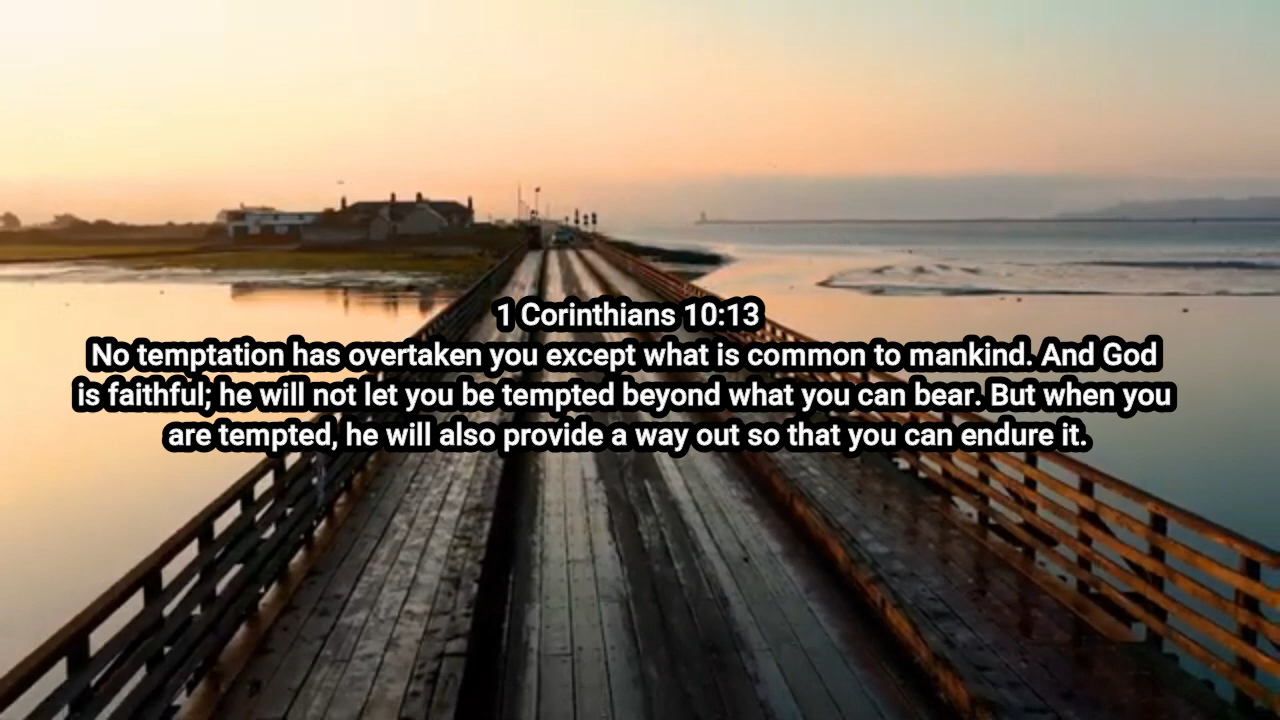 1 Corinthians 10:13
No temptation has overtaken you except what is common to mankind. And God
is faithful; he will not let you be tempted beyond what you can bear. But when you
are tempted, he will also provide a way out so that you can endure it.